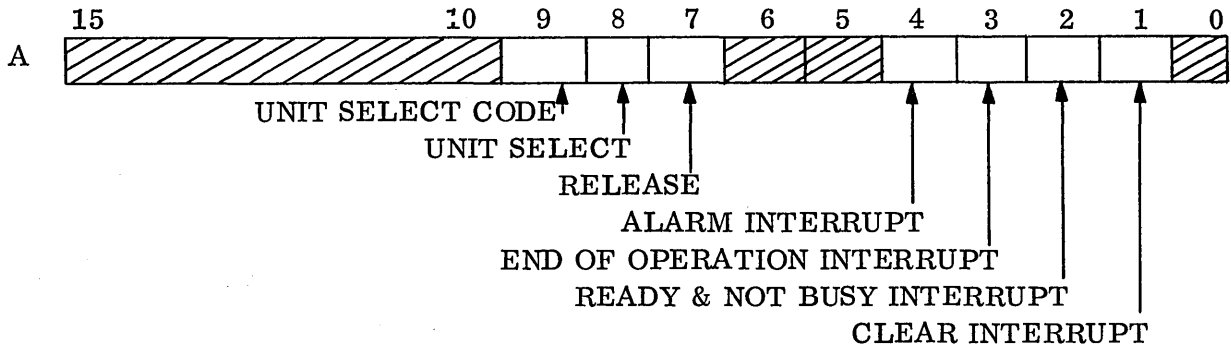 15 10 9 8 7 6 5 4 3 2 1 0
A
UNIT SELECT CODE
UNIT SELECT
RELEASE
ALARM INTERRUPT
END OF OPERATION INTERRUPT
READY & NOT BUSY INTERRUPT
CLEAR INTERRUPT